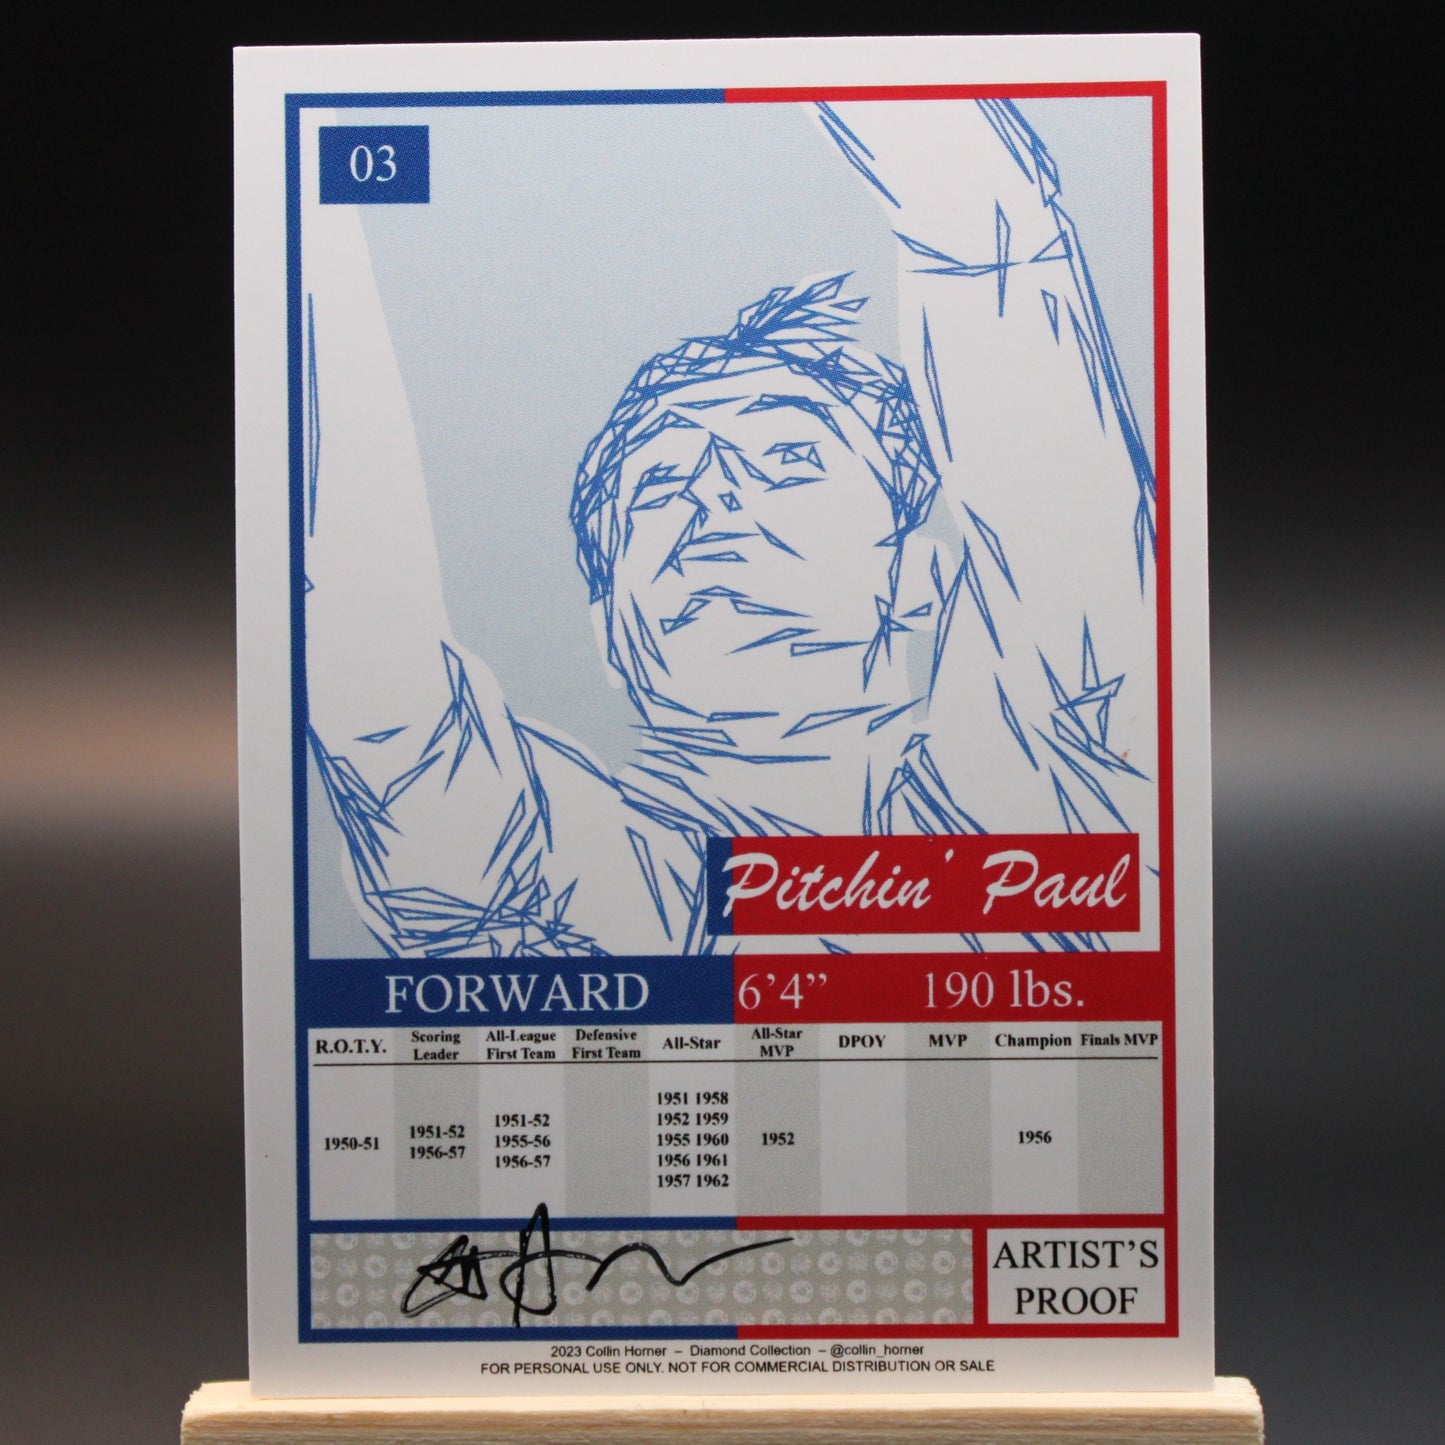 03
Pitchin' Paul
FORWARD 6'4" 190 lbs.
R.O.T.Y. Scoring Leader All-League First Team Defensive First Team All-Star All-Star MVP DPOY MVP Champion Finals MVP
1950-51
1951-52
1956-57
1951-52
1955-56
1956-57
1951 1958
1952 1959
1955 1960
1956 1961
1957 1962
1952
1956
ARTIST'S
PROOF
2023 Collin Horner – Diamond Collection – @collin_horner
FOR PERSONAL USE ONLY. NOT FOR COMMERCIAL DISTRIBUTION OR SALE